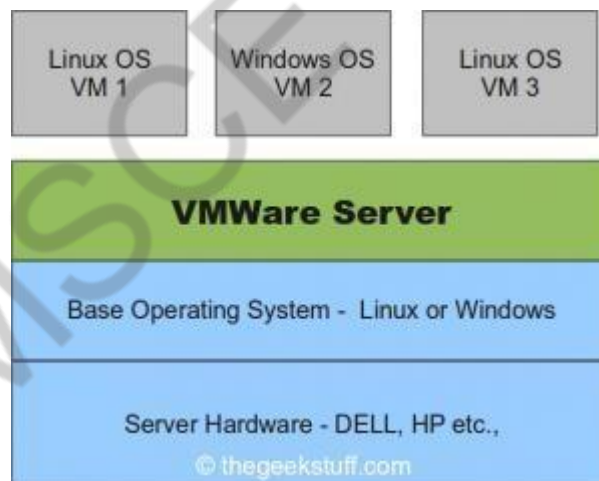 Linux OS
VM 1
Windows OS
VM 2
Linux OS
VM 3
VMWare Server
Base Operating System - Linux or Windows
Server Hardware - DELL, HP etc.,
© thegeekstuff.com
MSCE